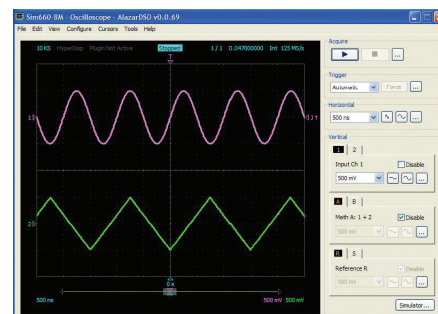 Sim660-8M - Oscilloscope - AlazarDSO v0.0.69
File Edit View Configure Cursors Tools Help
10 KS HyperDisp Plugin Not Active Stopped 1 / 1 0.047000000 Int 125 MS/s
T
1
1
2
0 s
500 ns 500 mV 500 mV
Acquire
...
Trigger
Automatic Force ...
Horizontal
500 ns ...
Vertical
1 2
Input Ch 1 Disable
500 mV ...
A B
Math A: 1 + 2 Disable
500 mV ...
R S
Reference R Disable
500 mV ...
Simulator...